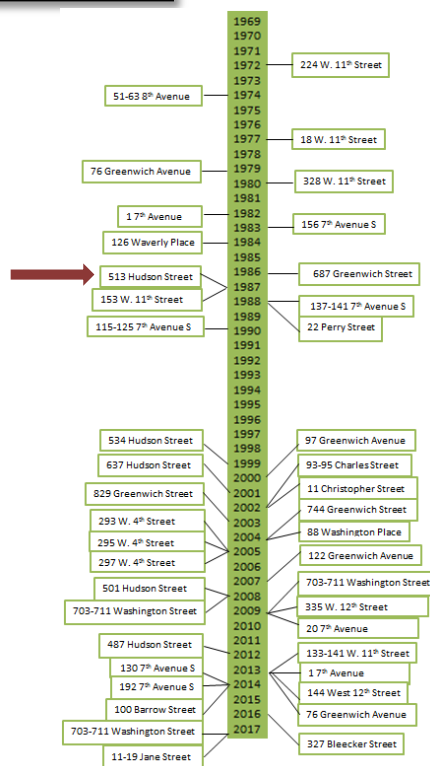 1969
1970
1971
1972
224 W. 11th Street
1973
51-63 8th Avenue
1974
1975
1976
1977
18 W. 11th Street
1978
76 Greenwich Avenue
1979
1980
328 W. 11th Street
1981
1 7th Avenue
1982
1983
156 7th Avenue S
126 Waverly Place
1984
1985
513 Hudson Street
1986
687 Greenwich Street
1987
153 W. 11th Street
1988
137-141 7th Avenue S
115-125 7th Avenue S
1989
22 Perry Street
1990
1991
1992
1993
1994
1995
1996
534 Hudson Street
1997
97 Greenwich Avenue
1998
637 Hudson Street
1999
93-95 Charles Street
2000
829 Greenwich Street
2001
11 Christopher Street
2002
744 Greenwich Street
293 W. 4th Street
2003
88 Washington Place
2004
295 W. 4th Street
2005
122 Greenwich Avenue
297 W. 4th Street
2006
2007
703-711 Washington Street
501 Hudson Street
2008
335 W. 12th Street
703-711 Washington Street
2009
20 7th Avenue
2010
487 Hudson Street
2011
133-141 W. 11th Street
2012
130 7th Avenue S
2013
1 7th Avenue
192 7th Avenue S
2014
144 West 12th Street
100 Barrow Street
2015
76 Greenwich Avenue
703-711 Washington Street
2016
327 Bleecker Street
2017
11-19 Jane Street